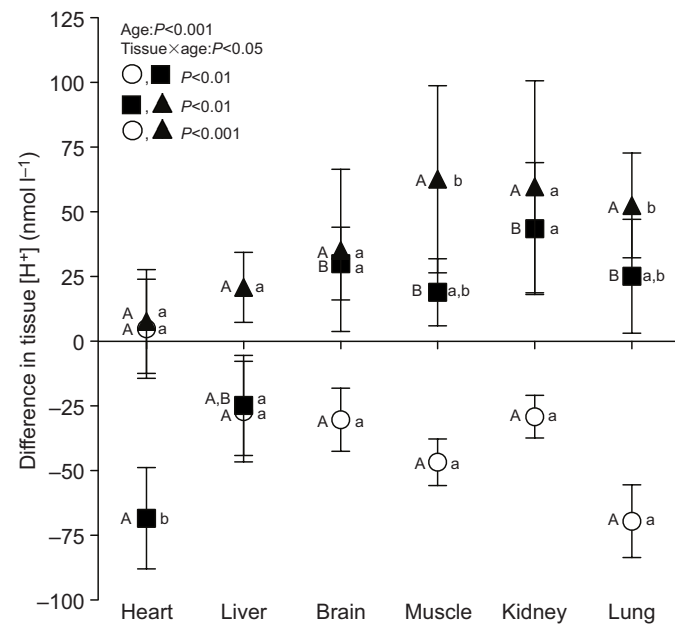 125
100
75
50
25
0
–25
–50
–75
–100
Difference in tissue [H⁺] (nmol l⁻¹)
Age:P<0.001
Tissue×age:P<0.05
, P<0.01
, P<0.01
, P<0.001
A a
A a
A b
A a
A,B a
A a
A a
B a
A a
A b
B a,b
A a
A a
B a
A a
A b
B a,b
A a
Heart Liver Brain Muscle Kidney Lung